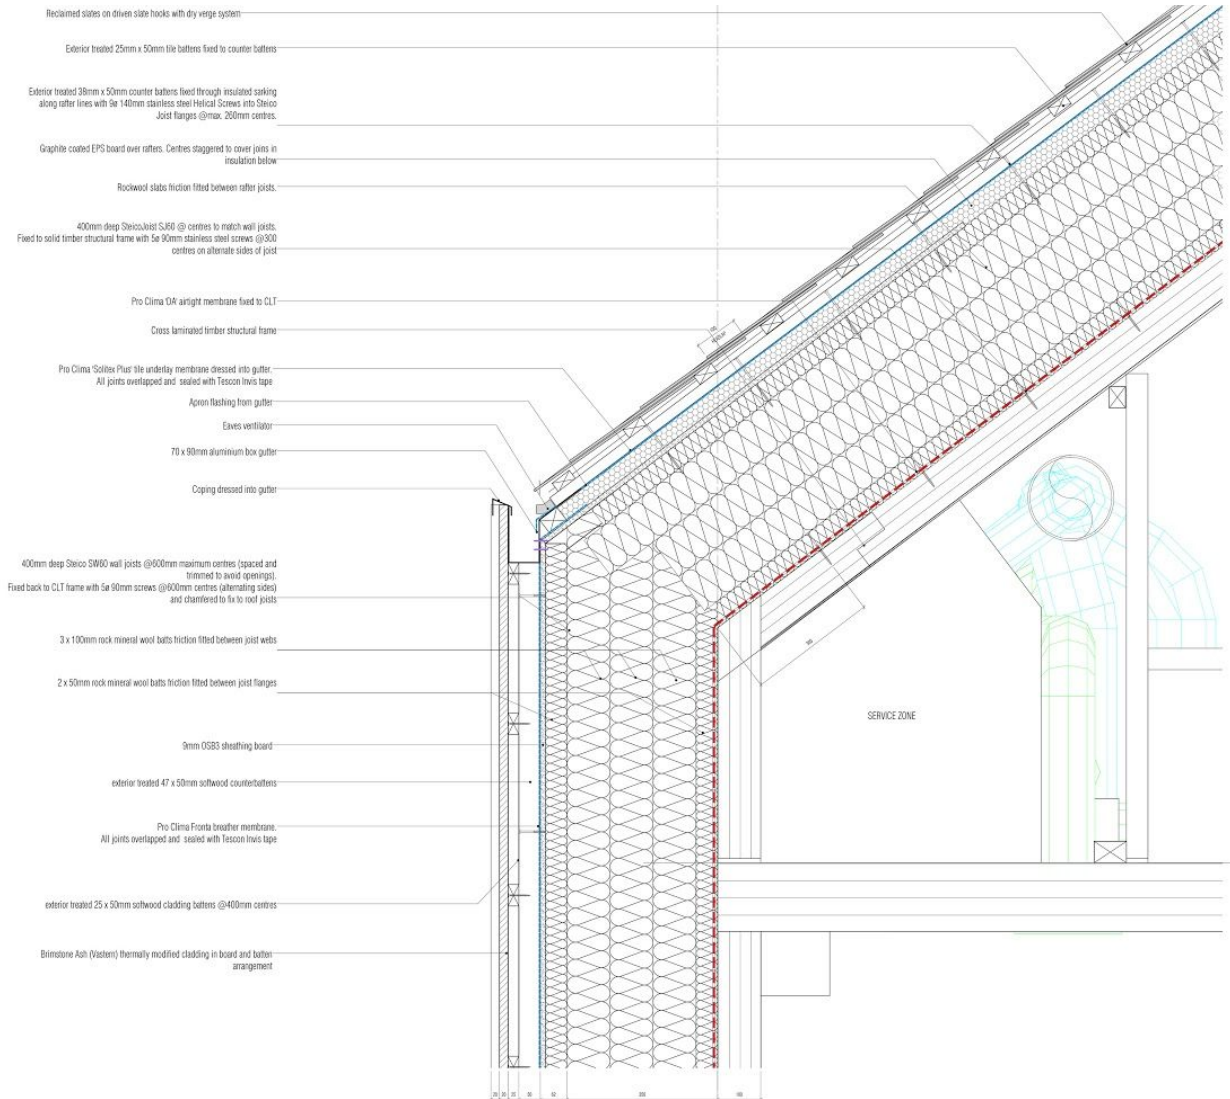 Reclaimed slates on driven slate hooks with dry verge system
Exterior treated 25mm x 50mm tile battens fixed to counter battens
Exterior treated 38mm x 50mm counter battens fixed through insulated sarking
along rafter lines with 9ø 140mm stainless steel Helical Screws into Steico
Joist flanges @max. 260mm centres.
Graphite coated EPS board over rafters. Centres staggered to cover joins in
insulation below
Rockwool slabs friction fitted between rafter joists.
400mm deep SteicoJoist SJ60 @ centres to match wall joists.
Fixed to solid timber structural frame with 5ø 90mm stainless steel screws @300
centres on alternate sides of joist
Pro Clima 'DA' airtight membrane fixed to CLT
Cross laminated timber structural frame
Pro Clima 'Solitex Plus' tile underlay membrane dressed into gutter.
All joints overlapped and sealed with Tescon Invis tape
Apron flashing from gutter
Eaves ventilator
70 x 90mm aluminium box gutter
Coping dressed into gutter
400mm deep Steico SW60 wall joists @600mm maximum centres (spaced and
trimmed to avoid openings).
Fixed back to CLT frame with 5ø 90mm screws @600mm centres (alternating sides)
and chamfered to fix to roof joists
3 x 100mm rock mineral wool batts friction fitted between joist webs
2 x 50mm rock mineral wool batts friction fitted between joist flanges
SERVICE ZONE
9mm OSB3 sheathing board
exterior treated 47 x 50mm softwood counterbattens
Pro Clima Fronta breather membrane.
All joints overlapped and sealed with Tescon Invis tape
exterior treated 25 x 50mm softwood cladding battens @400mm centres
Brimstone Ash (Vastern) thermally modified cladding in board and batten
arrangement